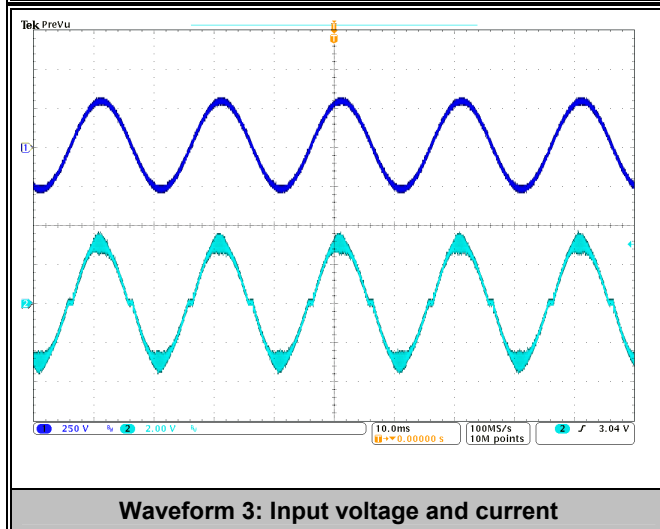 Tek PreVu
T
T
1
2
1 250 V 2 2.00 V
10.0ms
T→▼0.00000 s
100MS/s
10M points
2 3.04 V
Waveform 3: Input voltage and current